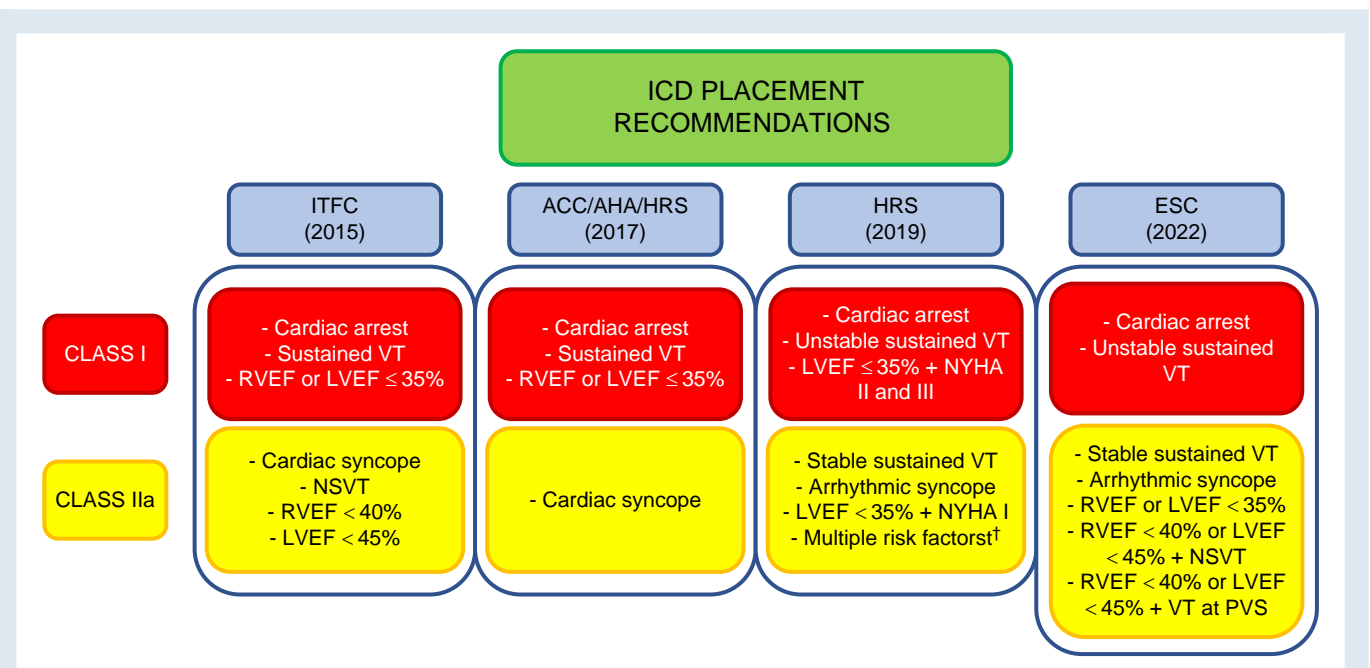 ICD PLACEMENT
RECOMMENDATIONS
ITFC
(2015)
ACC/AHA/HRS
(2017)
HRS
(2019)
ESC
(2022)
CLASS I
- Cardiac arrest
- Sustained VT
- RVEF or LVEF ≤ 35%
- Cardiac arrest
- Sustained VT
- RVEF or LVEF ≤ 35%
- Cardiac arrest
- Unstable sustained VT
- LVEF ≤ 35% + NYHA
II and III
- Cardiac arrest
- Unstable sustained
VT
CLASS IIa
- Cardiac syncope
- NSVT
- RVEF < 40%
- LVEF < 45%
- Cardiac syncope
- Stable sustained VT
- Arrhythmic syncope
- LVEF < 35% + NYHA I
- Multiple risk factorst†
- Stable sustained VT
- Arrhythmic syncope
- RVEF or LVEF < 35%
- RVEF < 40% or LVEF
< 45% + NSVT
- RVEF < 40% or LVEF
< 45% + VT at PVS